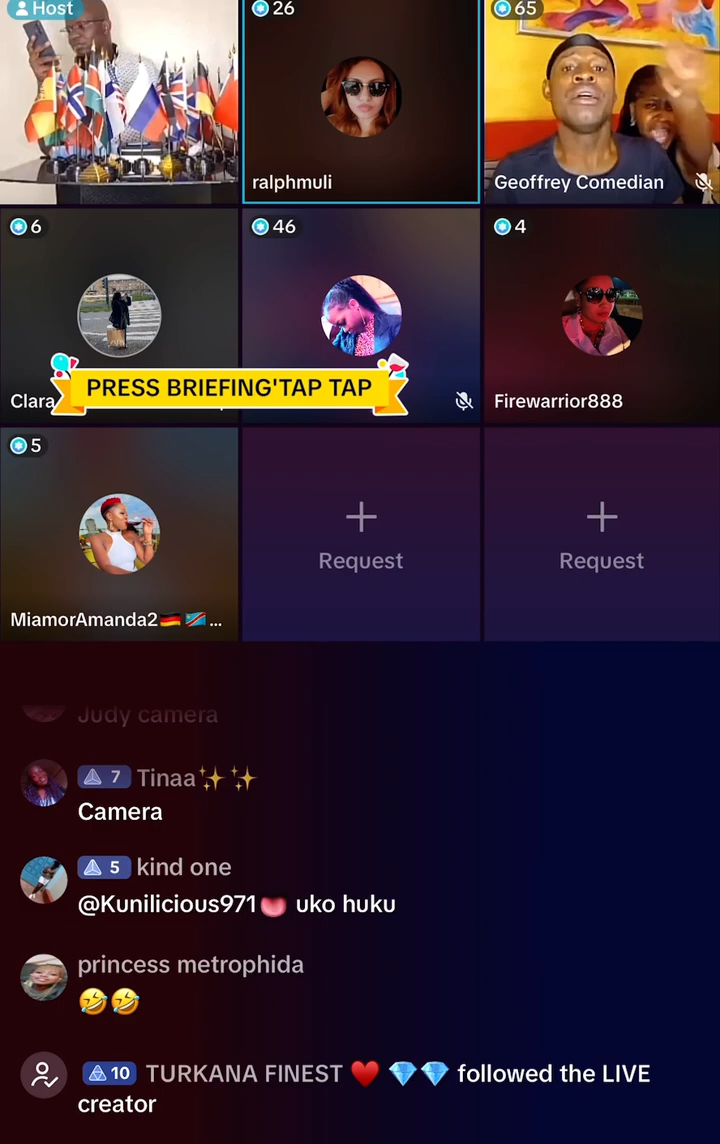 Host
26
65
ralphmuli
Geoffrey Comedian
6
46
4
Clara
PRESS BRIEFING'TAP TAP
Firewarrior888
5
Request
Request
MiamorAmanda2🇩🇪🇨🇩...
Judy camera
7 Tinaa✨✨
Camera
5 kind one
@Kunilicious971👅 uko huku
princess metrophida
🤣🤣
10 TURKANA FINEST ♥️ 💎💎 followed the LIVE
creator